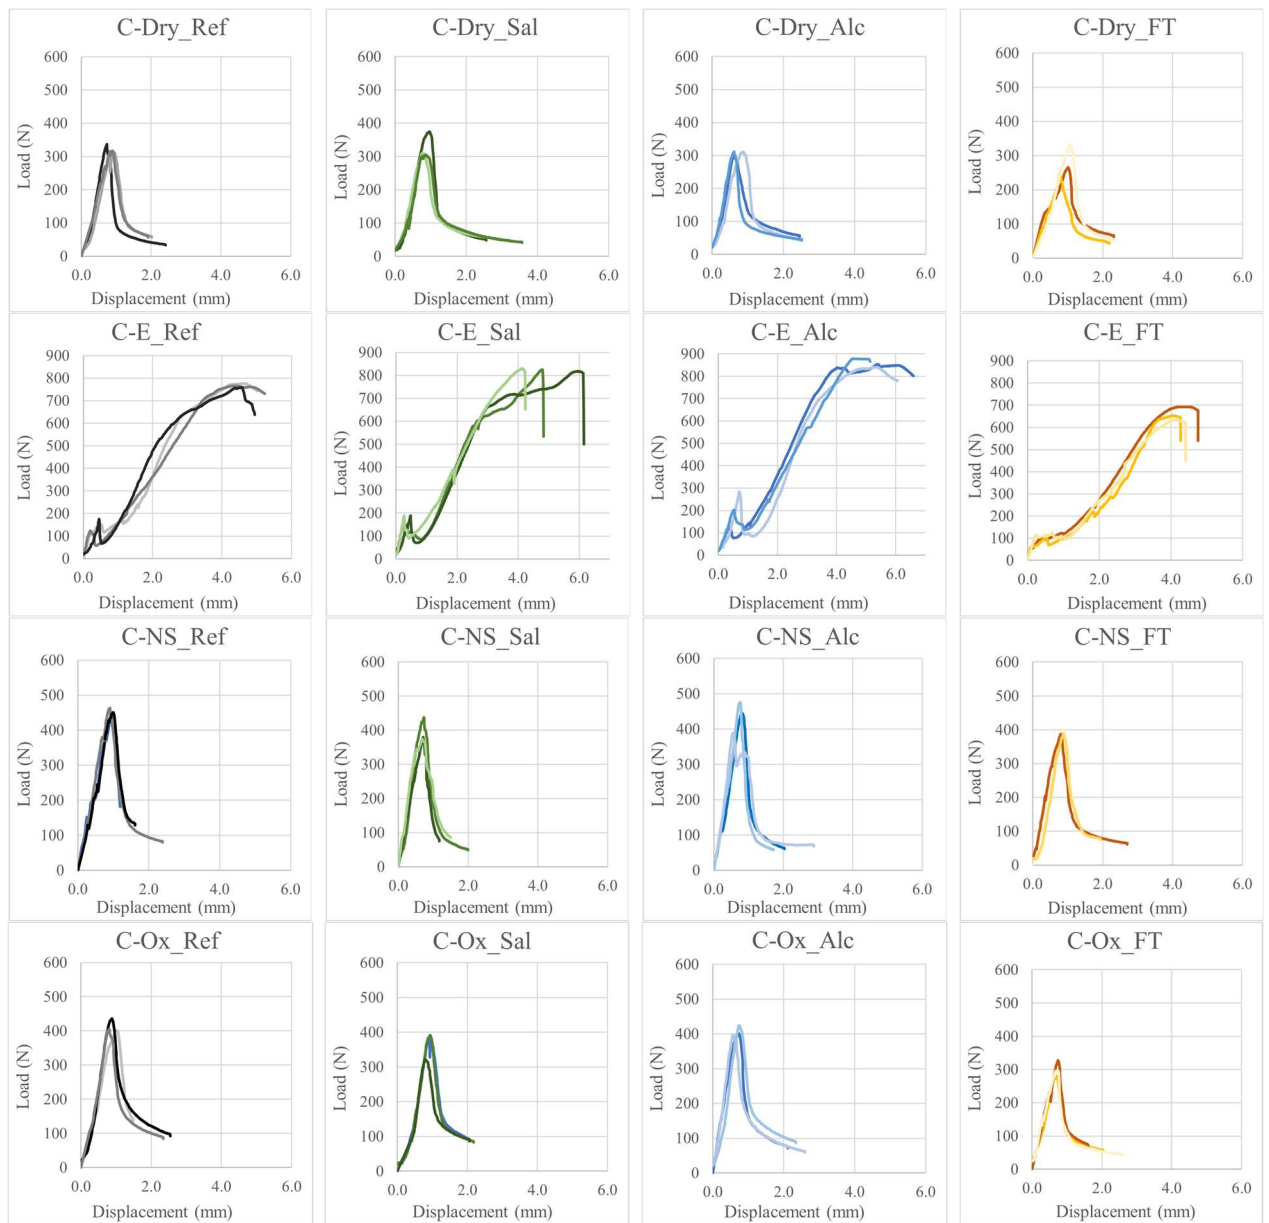 C-Dry_Ref
600
500
400
300
200
100
0
Load (N)
0.0 2.0 4.0 6.0
Displacement (mm)
C-Dry_Sal
600
500
400
300
200
100
0
Load (N)
0.0 2.0 4.0 6.0
Displacement (mm)
C-Dry_Alc
600
500
400
300
200
100
0
Load (N)
0.0 2.0 4.0 6.0
Displacement (mm)
C-Dry_FT
600
500
400
300
200
100
0
Load (N)
0.0 2.0 4.0 6.0
Displacement (mm)
C-E_Ref
900
800
700
600
500
400
300
200
100
0
Load (N)
0.0 2.0 4.0 6.0
Displacement (mm)
C-E_Sal
900
800
700
600
500
400
300
200
100
0
Load (N)
0.0 2.0 4.0 6.0
Displacement (mm)
C-E_Alc
900
800
700
600
500
400
300
200
100
0
Load (N)
0.0 2.0 4.0 6.0
Displacement (mm)
C-E_FT
900
800
700
600
500
400
300
200
100
0
Load (N)
0.0 2.0 4.0 6.0
Displacement (mm)
C-NS_Ref
600
500
400
300
200
100
0
Load (N)
0.0 2.0 4.0 6.0
Displacement (mm)
C-NS_Sal
600
500
400
300
200
100
0
Load (N)
0.0 2.0 4.0 6.0
Displacement (mm)
C-NS_Alc
600
500
400
300
200
100
0
Load (N)
0.0 2.0 4.0 6.0
Displacement (mm)
C-NS_FT
600
500
400
300
200
100
0
Load (N)
0.0 2.0 4.0 6.0
Displacement (mm)
C-Ox_Ref
600
500
400
300
200
100
0
Load (N)
0.0 2.0 4.0 6.0
Displacement (mm)
C-Ox_Sal
600
500
400
300
200
100
0
Load (N)
0.0 2.0 4.0 6.0
Displacement (mm)
C-Ox_Alc
600
500
400
300
200
100
0
Load (N)
0.0 2.0 4.0 6.0
Displacement (mm)
C-Ox_FT
600
500
400
300
200
100
0
Load (N)
0.0 2.0 4.0 6.0
Displacement (mm)